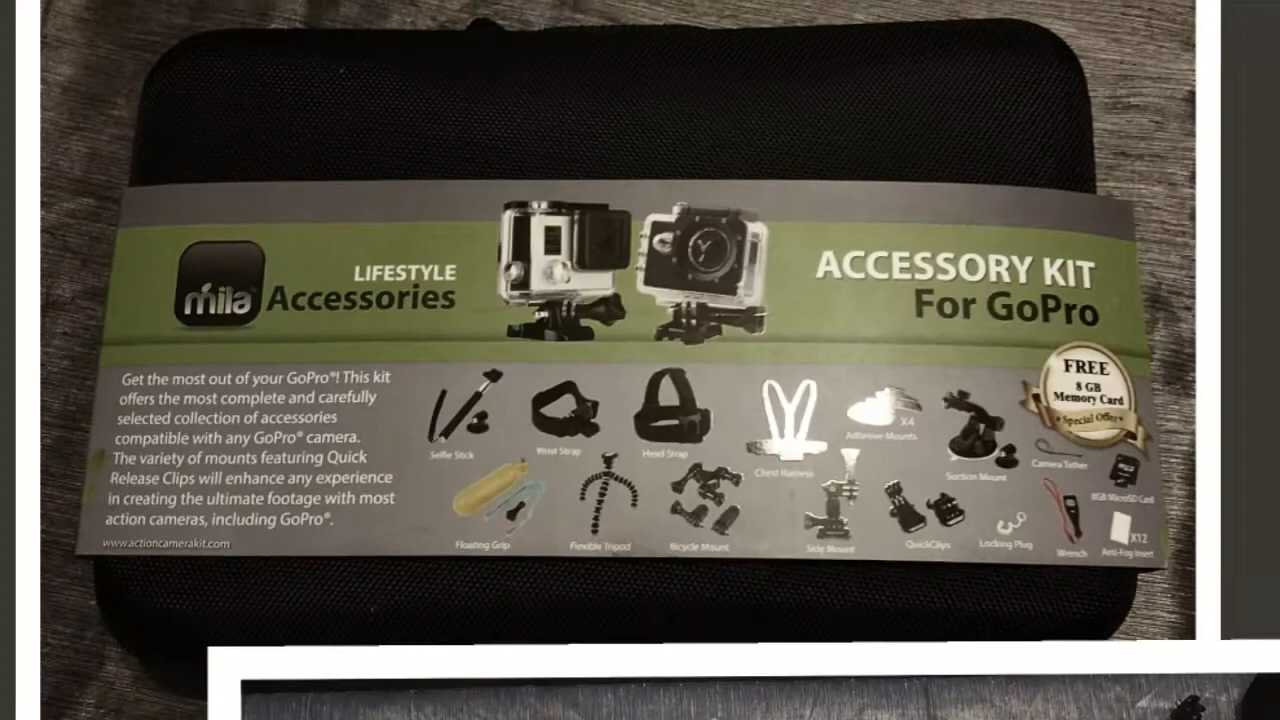 mila
LIFESTYLE
Accessories
ACCESSORY KIT
For GoPro
FREE
8 GB
Memory Card
*Special Offer*
Get the most out of your GoPro®! This kit
offers the most complete and carefully
selected collection of accessories
compatible with any GoPro® camera.
The variety of mounts featuring Quick
Release Clips will enhance any experience
in creating the ultimate footage with most
action cameras, including GoPro®.
www.actioncamerakit.com
Selfie Stick
Wrist Strap
Head Strap
Chest Harness
X4
Adhesive Mounts
Suction Mount
Camera Tether
8GB MicroSD Card
Floating Grip
Flexible Tripod
Bicycle Mount
Side Mount
QuickClips
Locking Plug
Wrench
X12
Anti-Fog Insert